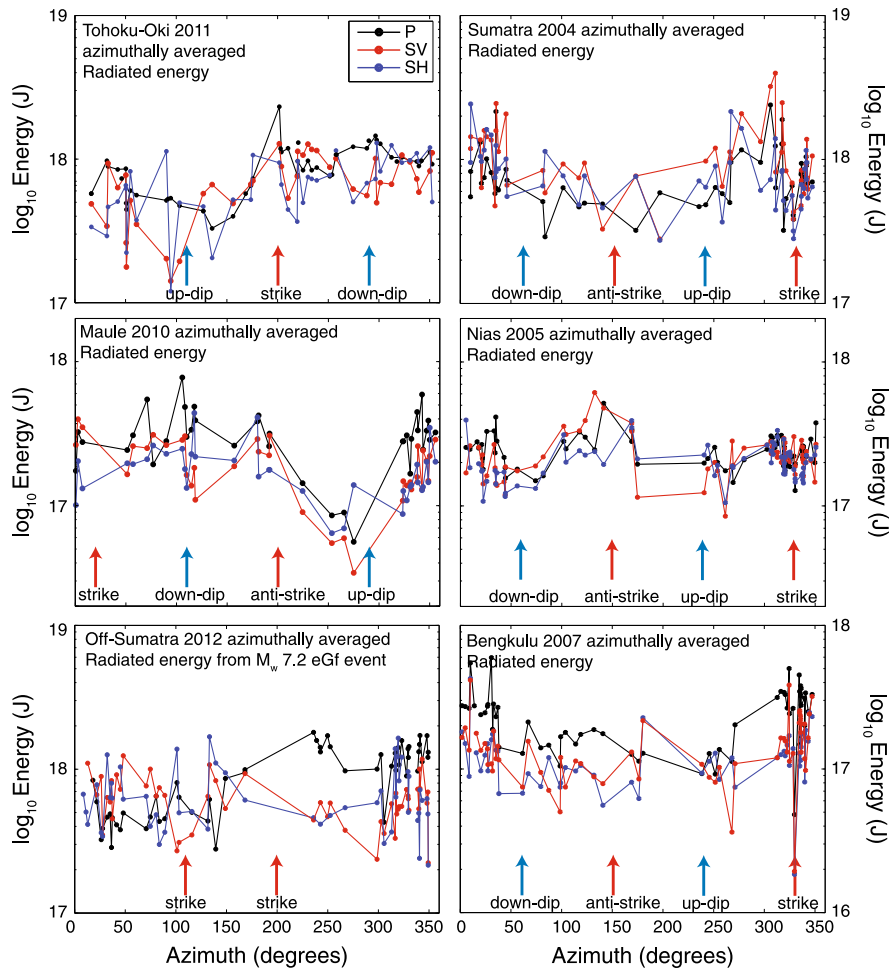 Tohoku-Oki 2011
azimuthally averaged
Radiated energy
P
SV
SH
19
18
17
log10 Energy (J)
up-dip
strike
down-dip
Sumatra 2004 azimuthally averaged
Radiated energy
19
18
17
log10 Energy (J)
down-dip
anti-strike
up-dip
strike
Maule 2010 azimuthally averaged
Radiated energy
18
17
log10 Energy (J)
strike
down-dip
anti-strike
up-dip
Nias 2005 azimuthally averaged
Radiated energy
18
17
log10 Energy (J)
down-dip
anti-strike
up-dip
strike
Off-Sumatra 2012 azimuthally averaged
Radiated energy from Mw 7.2 eGf event
19
18
17
log10 Energy (J)
strike
strike
0 50 100 150 200 250 300 350
Azimuth (degrees)
Bengkulu 2007 azimuthally averaged
Radiated energy
18
17
16
log10 Energy (J)
down-dip
anti-strike
up-dip
strike
0 50 100 150 200 250 300 350
Azimuth (degrees)